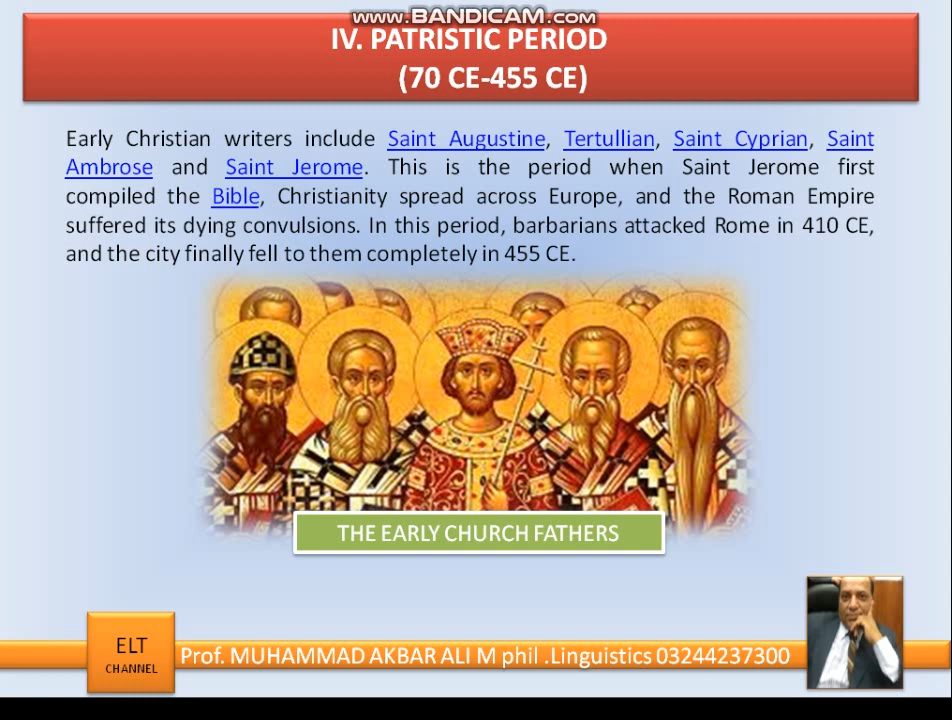 www.BANDICAM.com
IV. PATRISTIC PERIOD
(70 CE-455 CE)
Early Christian writers include Saint Augustine, Tertullian, Saint Cyprian, Saint
Ambrose and Saint Jerome. This is the period when Saint Jerome first
compiled the Bible, Christianity spread across Europe, and the Roman Empire
suffered its dying convulsions. In this period, barbarians attacked Rome in 410 CE,
and the city finally fell to them completely in 455 CE.
THE EARLY CHURCH FATHERS
ELT
CHANNEL
Prof. MUHAMMAD AKBAR ALI M phil .Linguistics 03244237300